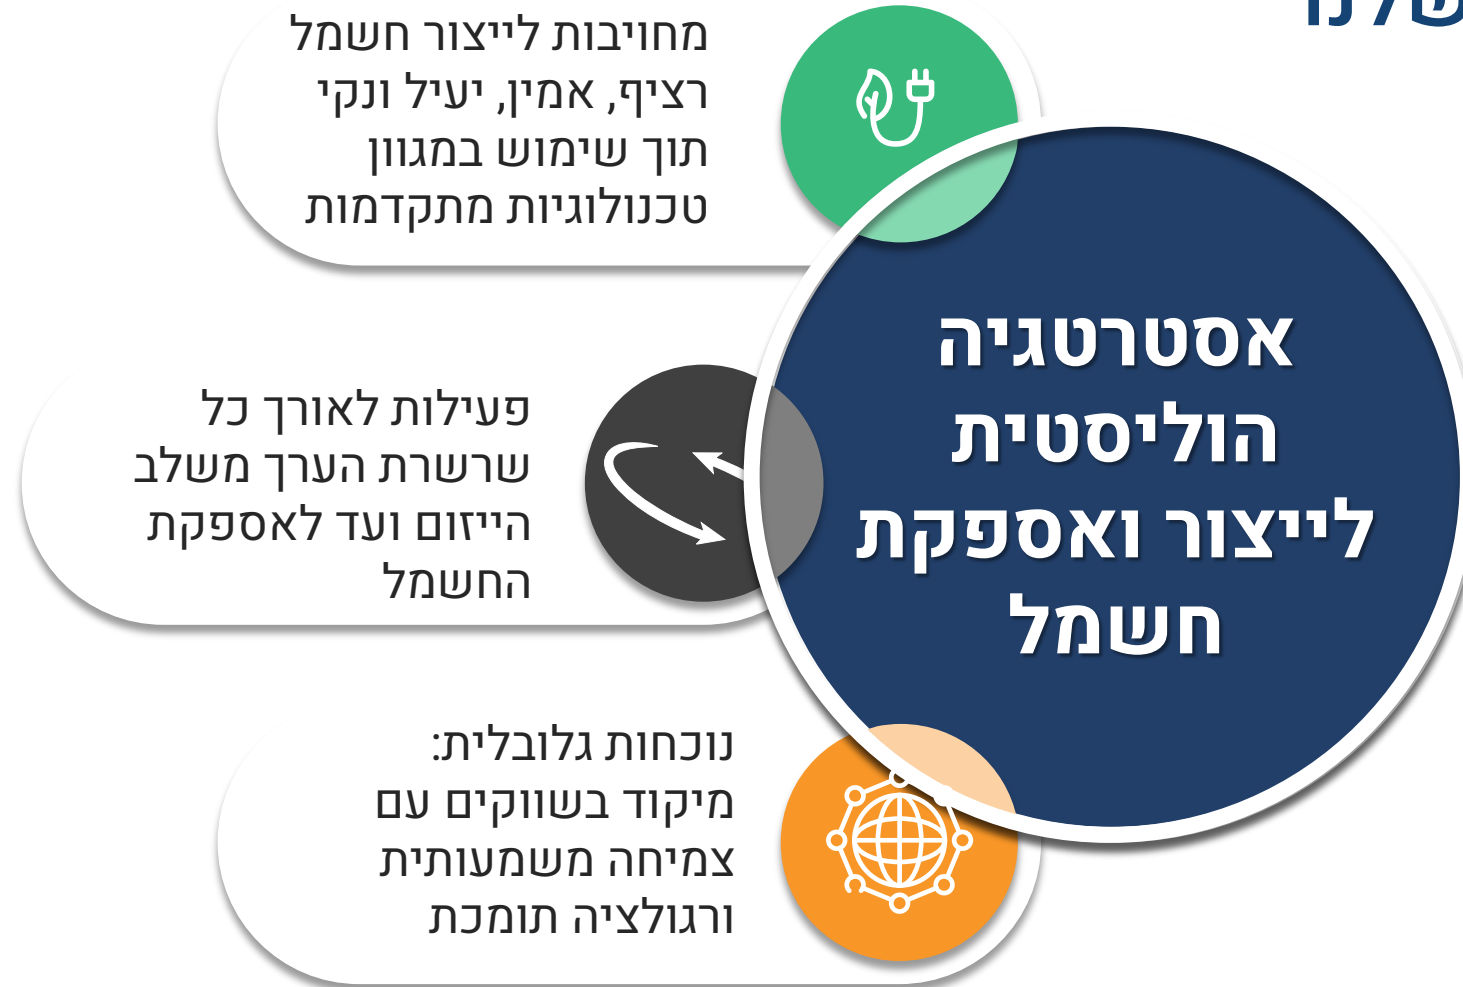 שלנו
מחויבות לייצור חשמל
רציף, אמין, יעיל ונקי
תוך שימוש במגוון
טכנולוגיות מתקדמות
אסטרטגיה
הוליסטית
לייצור ואספקת
חשמל
פעילות לאורך כל
שרשרת הערך משלב
הייזום ועד לאספקת
החשמל
נוכחות גלובלית:
מיקוד בשווקים עם
צמיחה משמעותית
ורגולציה תומכת